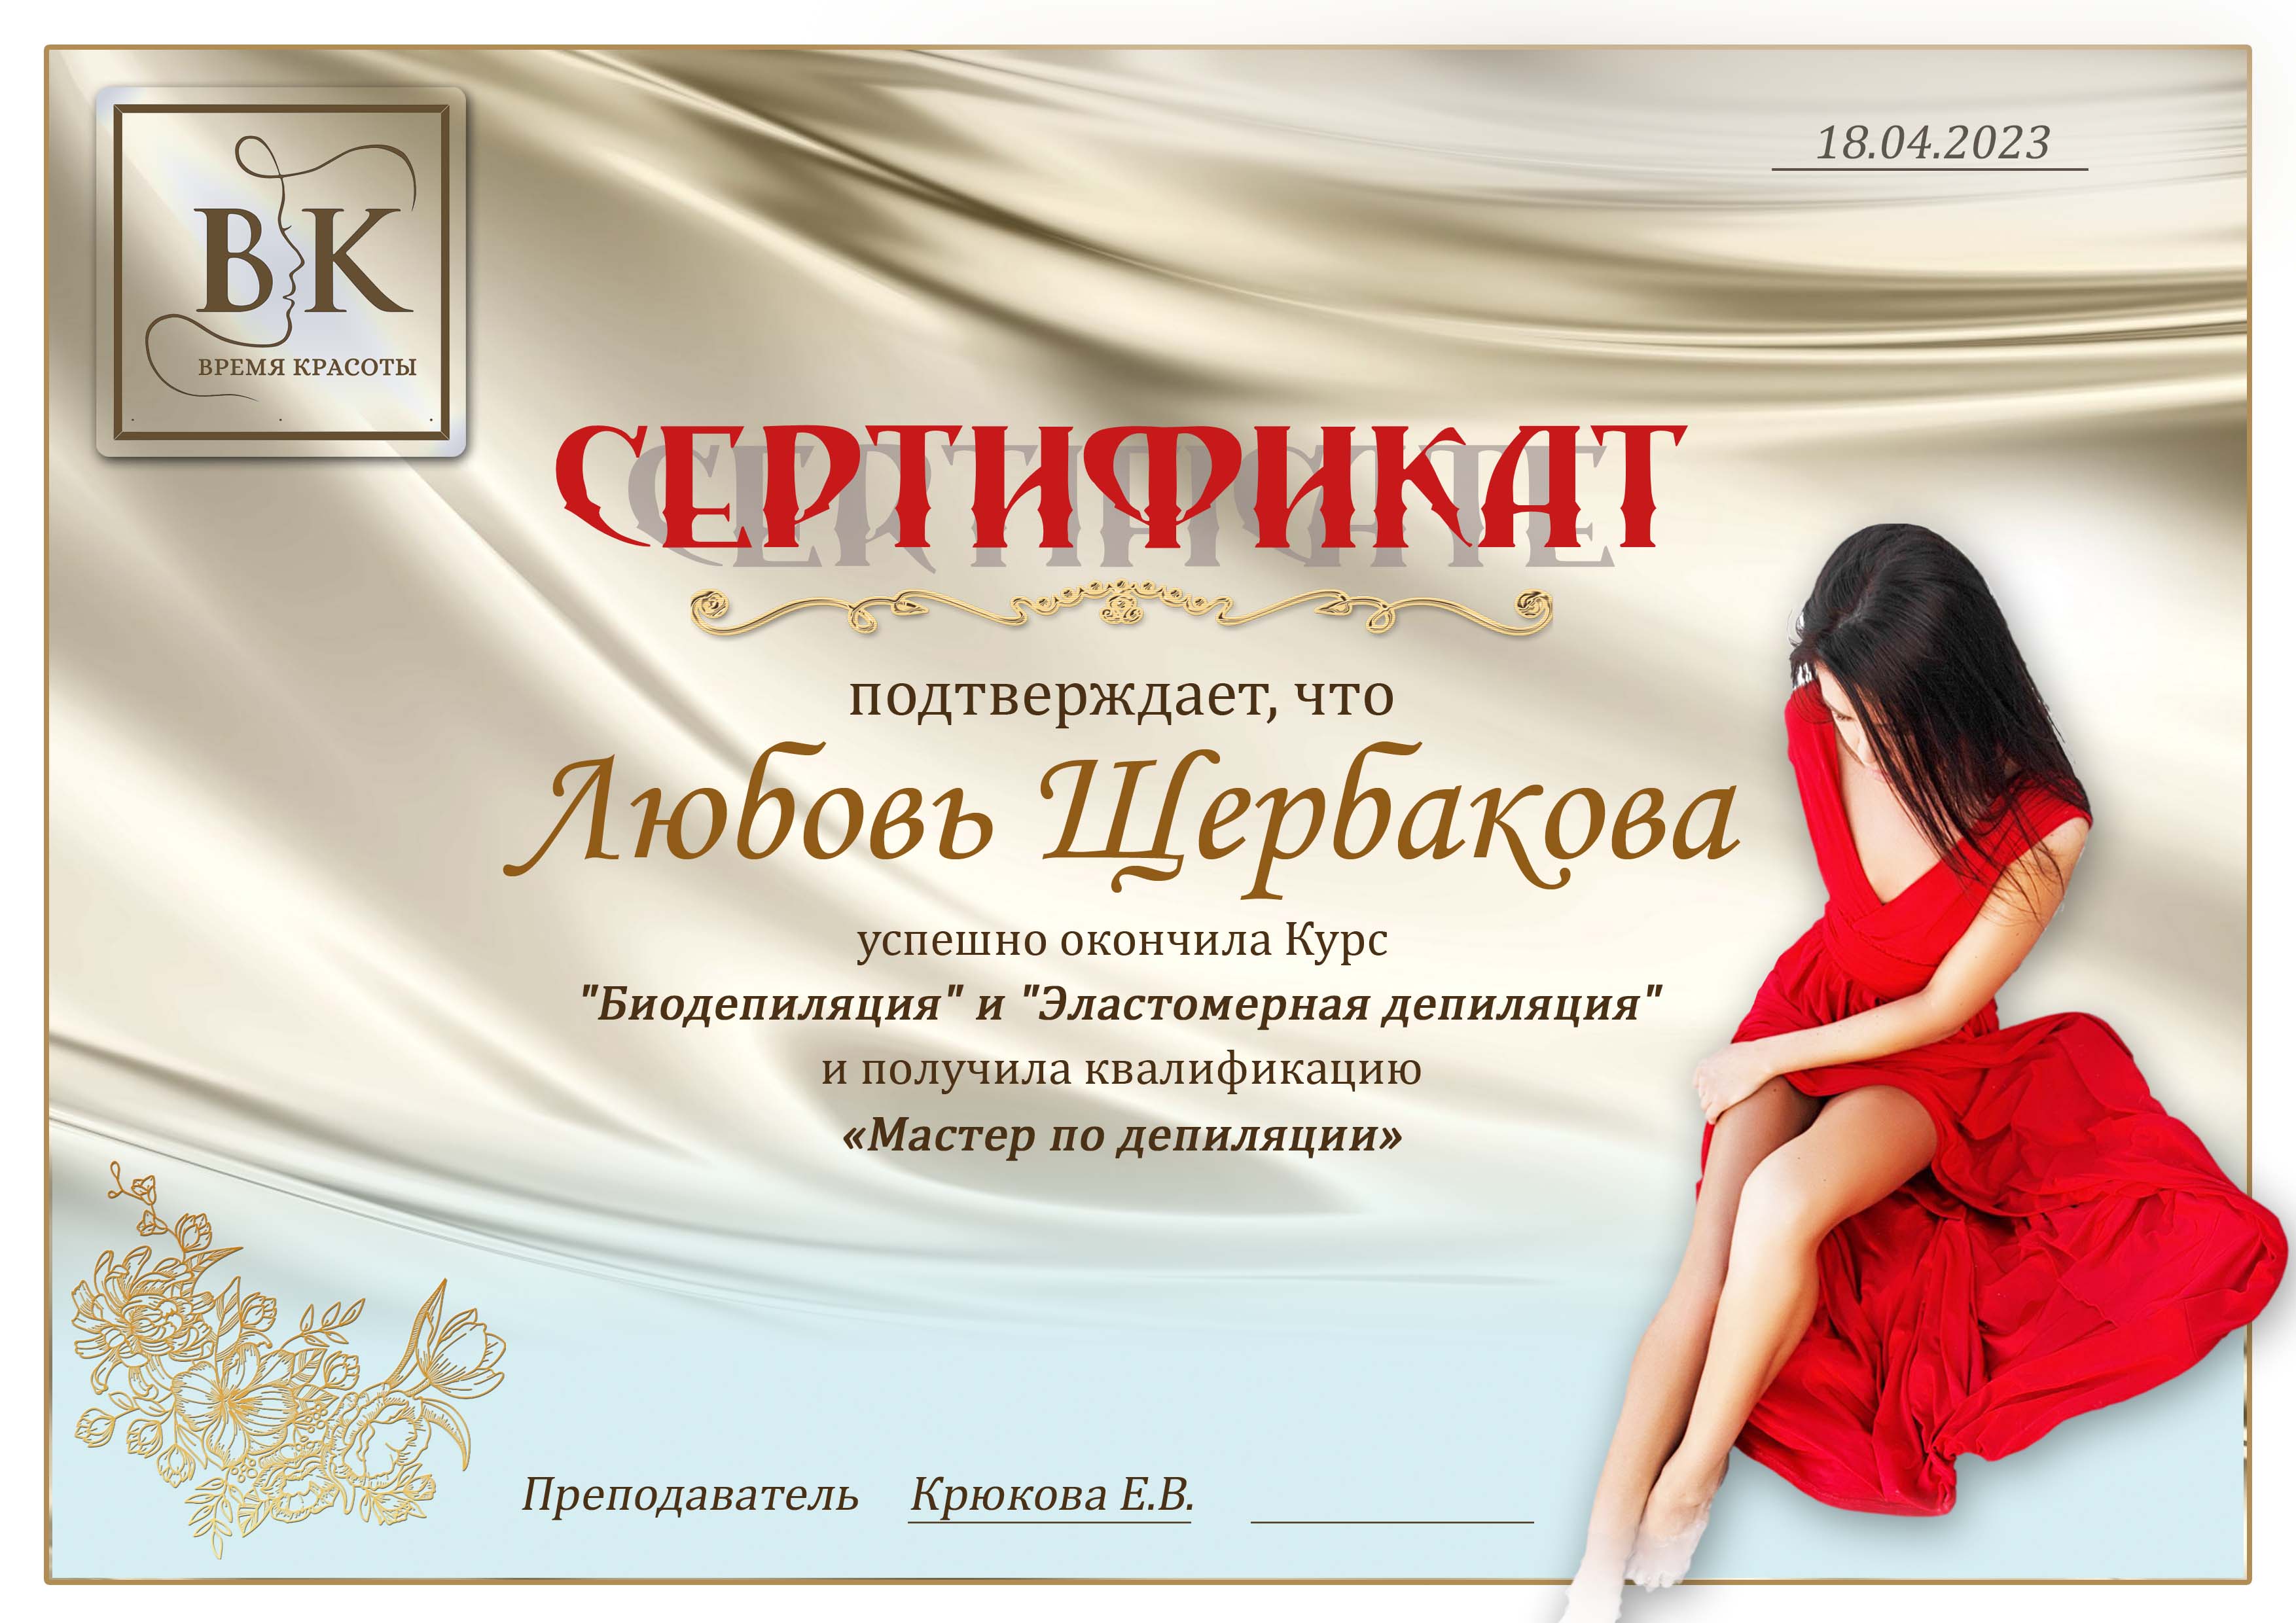 ВК
ВРЕМЯ КРАСОТЫ
18.04.2023
СЕРТИФИКАТ
CERTIFICATE
подтверждает, что
Любовь Щербакова
успешно окончила Курс
"Биодепиляция" и "Эластомерная депиляция"
и получила квалификацию
«Мастер по депиляции»
Преподаватель Крюкова Е.В.